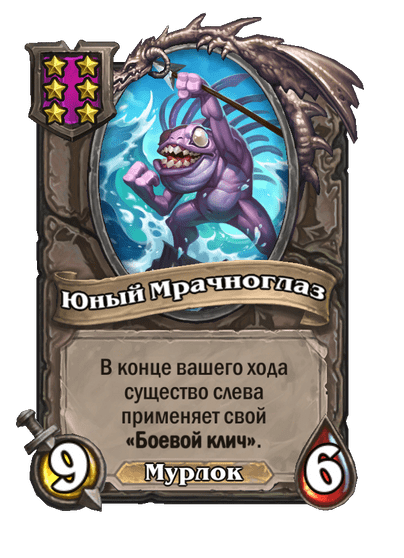 Юный Мрачноглаз
В конце вашего хода
существо слева
применяет свой
«Боевой клич».
9
Мурлок
6